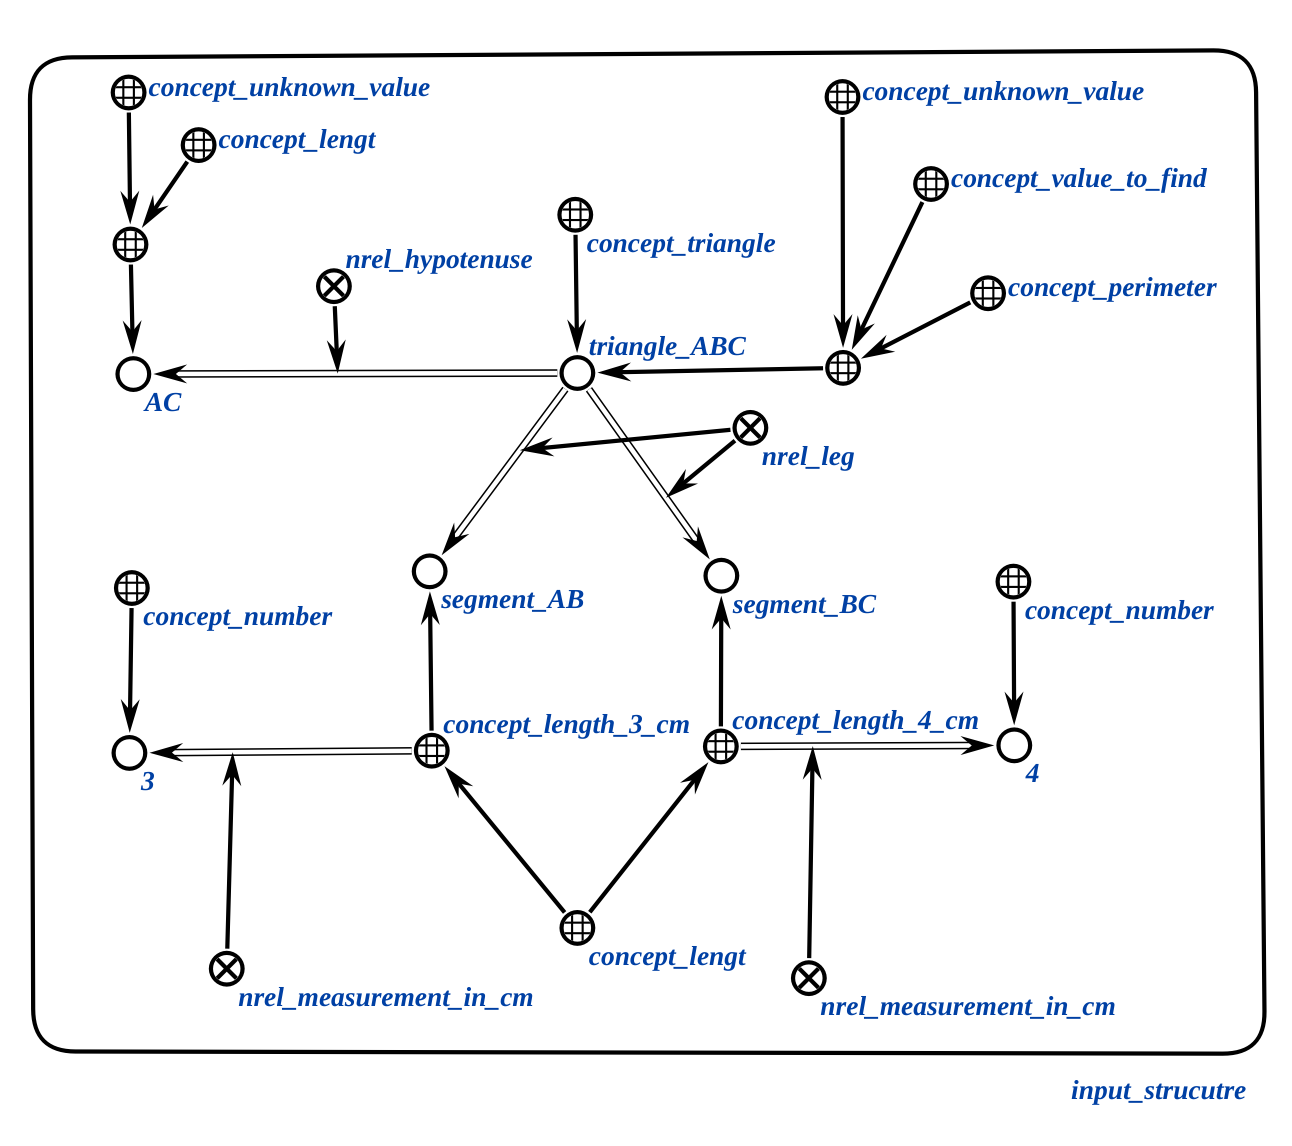 concept_unknown_value
concept_unknown_value
concept_lengt
concept_value_to_find
concept_triangle
nrel_hypotenuse
concept_perimeter
triangle_ABC
AC
nrel_leg
segment_AB
segment_BC
concept_number
concept_number
concept_length_3_cm
concept_length_4_cm
3
4
concept_lengt
nrel_measurement_in_cm
nrel_measurement_in_cm
input_strucutre